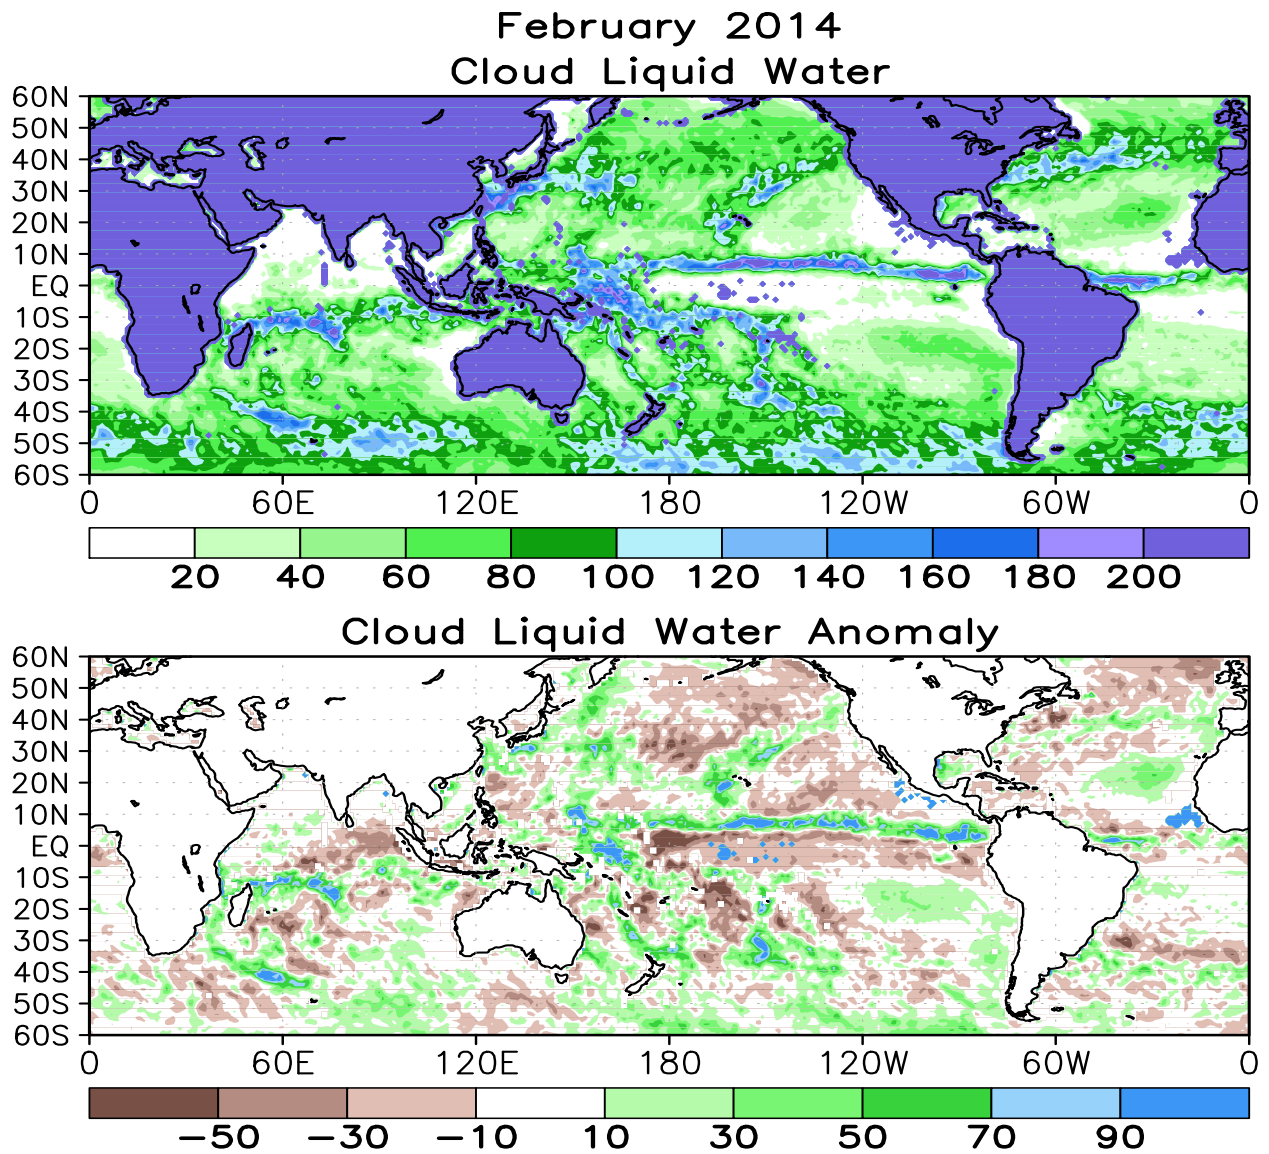 February 2014
Cloud Liquid Water
60N
50N
40N
30N
20N
10N
EQ
10S
20S
30S
40S
50S
60S
0 60E 120E 180 120W 60W 0
20 40 60 80 100 120 140 160 180 200
Cloud Liquid Water Anomaly
60N
50N
40N
30N
20N
10N
EQ
10S
20S
30S
40S
50S
60S
0 60E 120E 180 120W 60W 0
−50 −30 −10 10 30 50 70 90